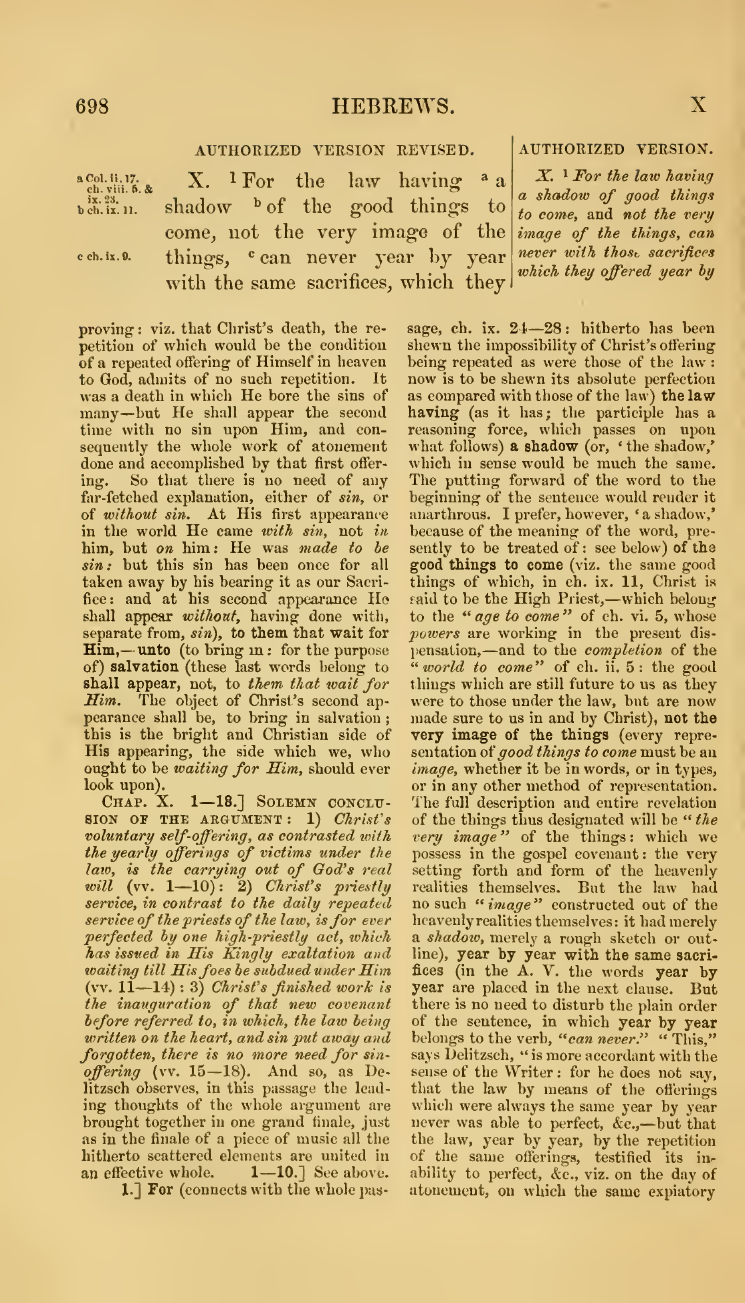 698
HEBREWS.
X
AUTHORIZED VERSION REVISED.
a Col. ii. 17.
ch. viii. 5. &
ix. 23.
b ch. ix. 11.
c ch. ix. 9.
X. 1 For the law having a a
shadow b of the good things to
come, not the very image of the
things, c can never year by year
with the same sacrifices, which they
AUTHORIZED VERSION.
X. 1 For the law having
a shadow of good things
to come, and not the very
image of the things, can
never with those sacrifices
which they offered year by
proving: viz. that Christ's death, the re-
petition of which would be the condition
of a repeated offering of Himself in heaven
to God, admits of no such repetition. It
was a death in which He bore the sins of
many—but He shall appear the second
time with no sin upon Him, and con-
sequently the whole work of atonement
done and accomplished by that first offer-
ing. So that there is no need of any
far-fetched explanation, either of sin, or
of without sin. At His first appearance
in the world He came with sin, not in
him, but on him: He was made to be
sin: but this sin has been once for all
taken away by his bearing it as our Sacri-
fice: and at his second appearance He
shall appear without, having done with,
separate from, sin), to them that wait for
Him,—unto (to bring in: for the purpose
of) salvation (these last words belong to
shall appear, not, to them that wait for
Him. The object of Christ's second ap-
pearance shall be, to bring in salvation;
this is the bright and Christian side of
His appearing, the side which we, who
ought to be waiting for Him, should ever
look upon).
CHAP. X. 1—18.] SOLEMN CONCLU-
SION OF THE ARGUMENT: 1) Christ's
voluntary self-offering, as contrasted with
the yearly offerings of victims under the
law, is the carrying out of God's real
will (vv. 1—10): 2) Christ's priestly
service, in contrast to the daily repeated
service of the priests of the law, is for ever
perfected by one high-priestly act, which
has issued in His Kingly exaltation and
waiting till His foes be subdued under Him
(vv. 11—14): 3) Christ's finished work is
the inauguration of that new covenant
before referred to, in which, the law being
written on the heart, and sin put away and
forgotten, there is no more need for sin-
offering (vv. 15—18). And so, as De-
litzsch observes, in this passage the lead-
ing thoughts of the whole argument are
brought together in one grand finale, just
as in the finale of a piece of music all the
hitherto scattered elements are united in
an effective whole. 1—10.] See above.
1.] For (connects with the whole pas-
sage, ch. ix. 24—28: hitherto has been
shewn the impossibility of Christ's offering
being repeated as were those of the law:
now is to be shewn its absolute perfection
as compared with those of the law) the law
having (as it has; the participle has a
reasoning force, which passes on upon
what follows) a shadow (or, 'the shadow,'
which in sense would be much the same.
The putting forward of the word to the
beginning of the sentence would render it
anarthrous. I prefer, however, 'a shadow,'
because of the meaning of the word, pre-
sently to be treated of: see below) of the
good things to come (viz. the same good
things of which, in ch. ix. 11, Christ is
said to be the High Priest,—which belong
to the "age to come" of ch. vi. 5, whose
powers are working in the present dis-
pensation,—and to the completion of the
"world to come" of ch. ii. 5: the good
things which are still future to us as they
were to those under the law, but are now
made sure to us in and by Christ), not the
very image of the things (every repre-
sentation of good things to come must be an
image, whether it be in words, or in types,
or in any other method of representation.
The full description and entire revelation
of the things thus designated will be "the
very image" of the things: which we
possess in the gospel covenant: the very
setting forth and form of the heavenly
realities themselves. But the law had
no such "image" constructed out of the
heavenly realities themselves: it had merely
a shadow, merely a rough sketch or out-
line), year by year with the same sacri-
fices (in the A. V. the words year by
year are placed in the next clause. But
there is no need to disturb the plain order
of the sentence, in which year by year
belongs to the verb, "can never." "This,"
says Delitzsch, "is more accordant with the
sense of the Writer: for he does not say,
that the law by means of the offerings
which were always the same year by year
never was able to perfect, &c.,—but that
the law, year by year, by the repetition
of the same offerings, testified its in-
ability to perfect, &c., viz. on the day of
atonement, on which the same expiatory